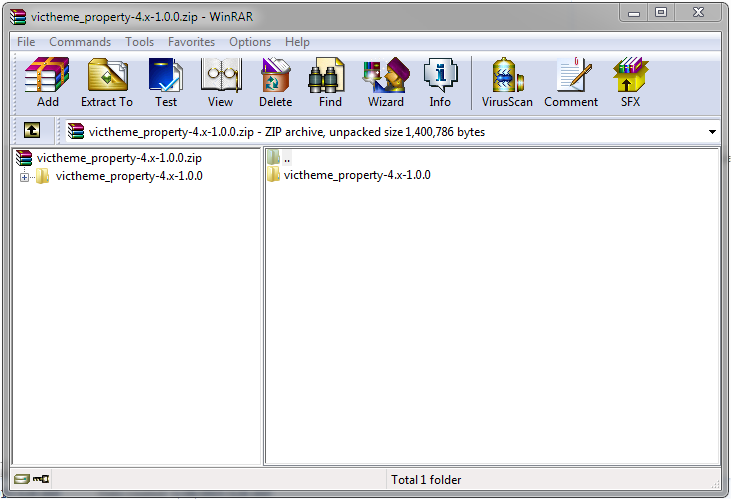 victheme_property-4.x-1.0.0.zip - WinRAR
File Commands Tools Favorites Options Help
Add Extract To Test View Delete Find Wizard Info VirusScan Comment SFX
victheme_property-4.x-1.0.0.zip - ZIP archive, unpacked size 1,400,786 bytes
victheme_property-4.x-1.0.0.zip
victheme_property-4.x-1.0.0
..
victheme_property-4.x-1.0.0
Total 1 folder